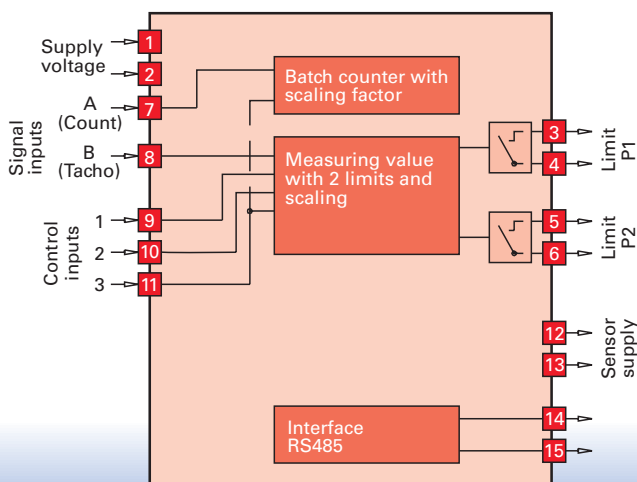 Supply
voltage
1
2
Signal
inputs
A
(Count)
7
B
(Tacho)
8
Control
inputs
1
9
2
10
3
11
Batch counter with
scaling factor
Measuring value
with 2 limits and
scaling
Interface
RS485
3
4
Limit
P1
5
6
Limit
P2
12
13
Sensor
supply
14
15